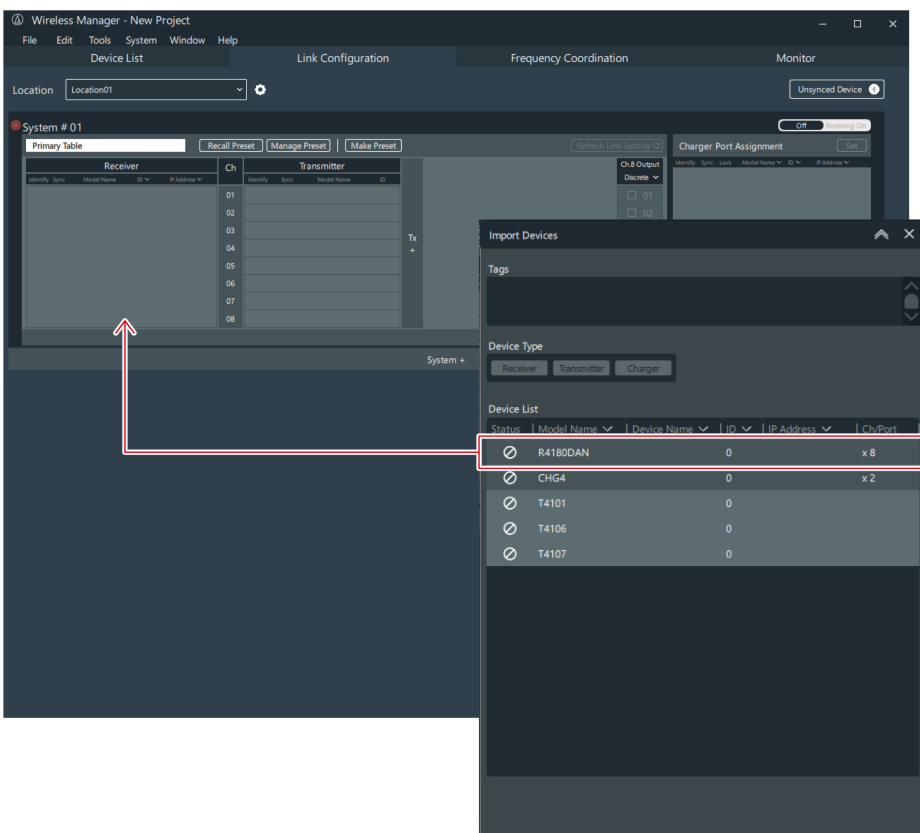 Wireless Manager - New Project
File Edit Tools System Window Help
Device List Link Configuration Frequency Coordination Monitor
Location Location01 Unsynced Device
System # 01 Off Roaming On
Primary Table Recall Preset Manage Preset | Make Preset Refresh Link Setting Charger Port Assignment Set
Receiver Ch Transmitter Ch.8 Output
Discrete
Identify Sync Model Name ID IP Address Identify Sync Model Name ID Identify Sync Lock Model Name ID IP Address
01 01
02 02
03
Tx
+
04
05
06
07
08
System +
Import Devices
Tags
Device Type
Receiver Transmitter Charger
Device List
Status Model Name Device Name ID IP Address Ch/Port
R4180DAN 0 x 8
CHG4 0 x 2
T4101 0
T4106 0
T4107 0